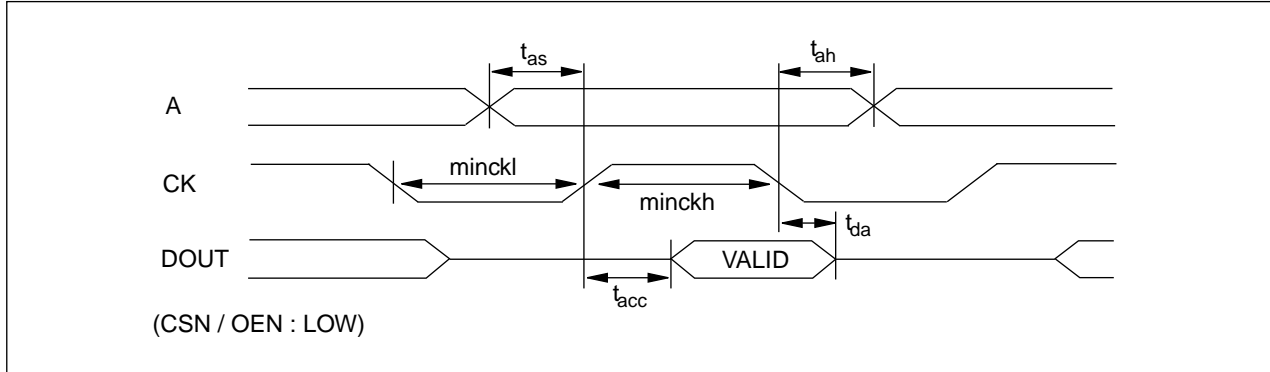 tas
tah
A
minckl
CK
minckh
tda
DOUT
VALID
tacc
(CSN / OEN : LOW)